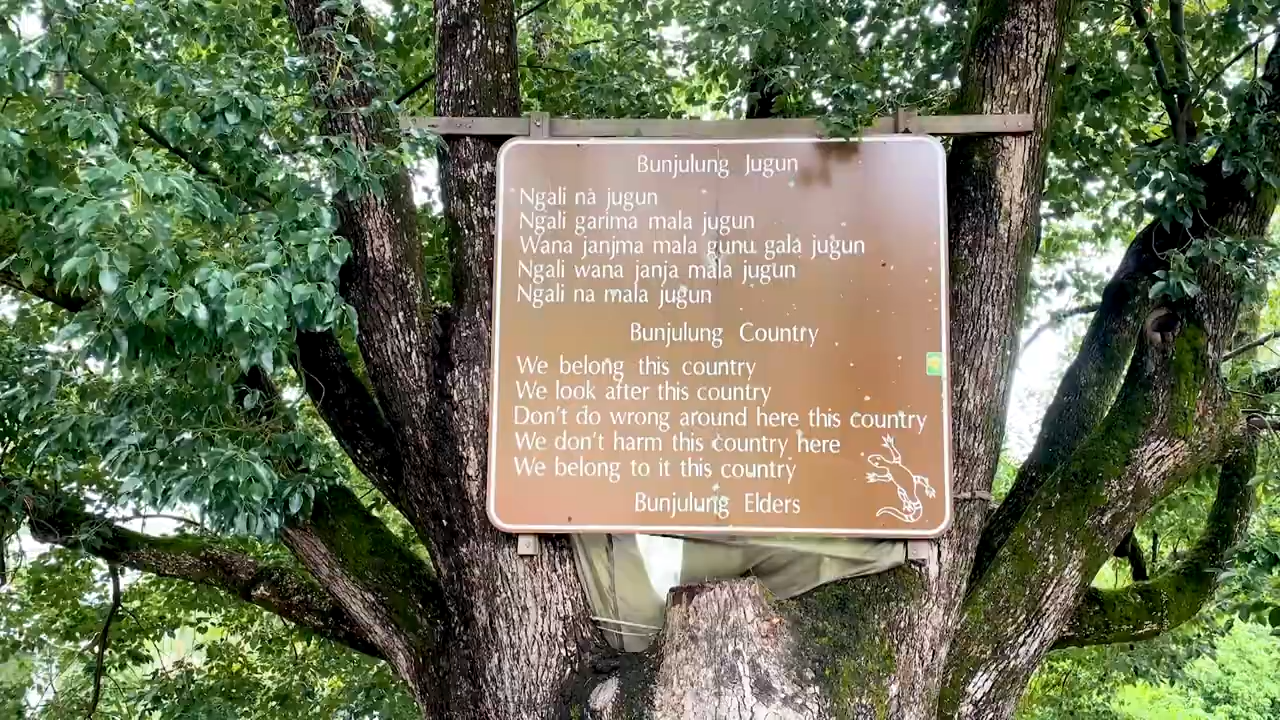 Bunjulung Jugun
Ngali na jugun
Ngali garima mala jugun
Wana janjma mala gunu gala jugun
Ngali wana janja mala jugun
Ngali na mala jugun
Bunjulung Country
We belong this country
We look after this country
Don't do wrong around here this country
We don't harm this country here
We belong to it this country
Bunjulung Elders